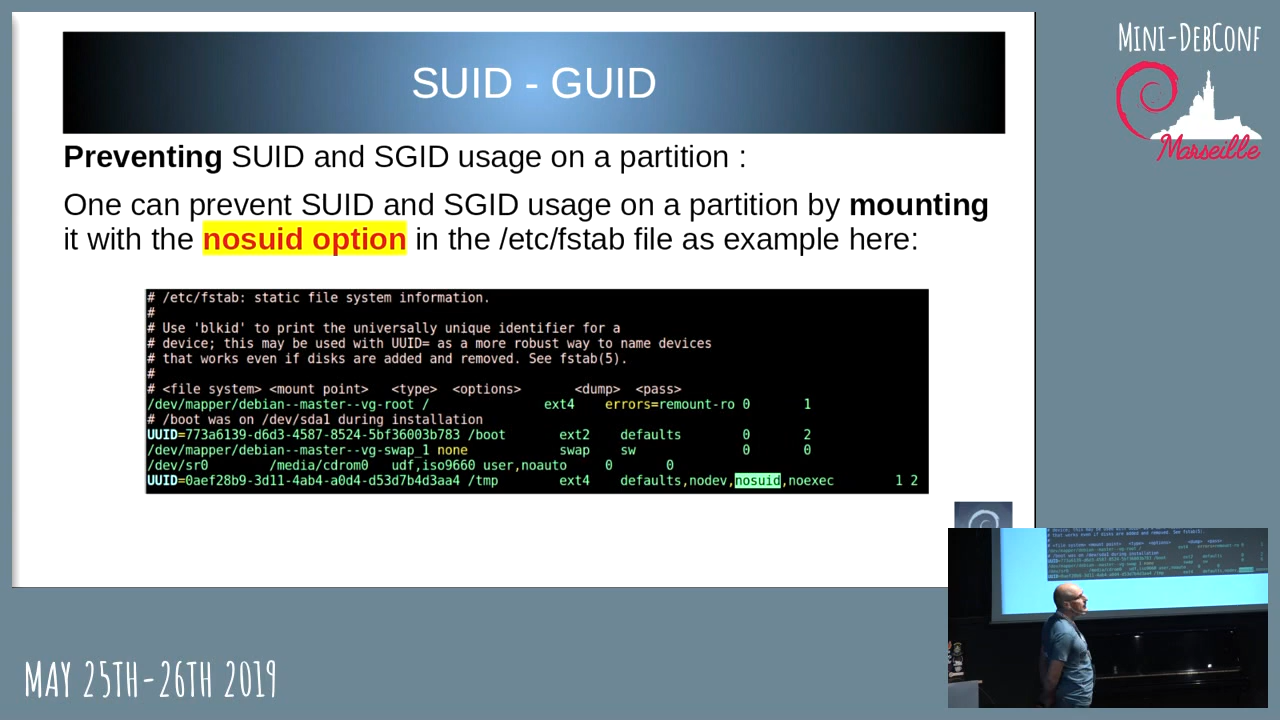 SUID - GUID
Preventing SUID and SGID usage on a partition :
One can prevent SUID and SGID usage on a partition by mounting
it with the nosuid option in the /etc/fstab file as example here:
# /etc/fstab: static file system information.
#
# Use 'blkid' to print the universally unique identifier for a
# device; this may be used with UUID= as a more robust way to name devices
# that works even if disks are added and removed. See fstab(5).
#
# <file system> <mount point>   <type>  <options>       <dump>  <pass>
/dev/mapper/debian--master--vg-root /               ext4    errors=remount-ro 0       1
# /boot was on /dev/sda1 during installation
UUID=773a6139-d6d3-4587-8524-5bf36003b783 /boot       ext2    defaults        0       2
/dev/mapper/debian--master--vg-swap_1 none            swap    sw              0       0
/dev/sr0        /media/cdrom0   udf,iso9660 user,noauto     0       0
UUID=0aef28b9-3d11-4ab4-a0d4-d53d7b4d3aa4 /tmp        ext4    defaults,nodev,nosuid,noexec        1 2
Mini-DebConf
Marseille
May 25th-26th 2019